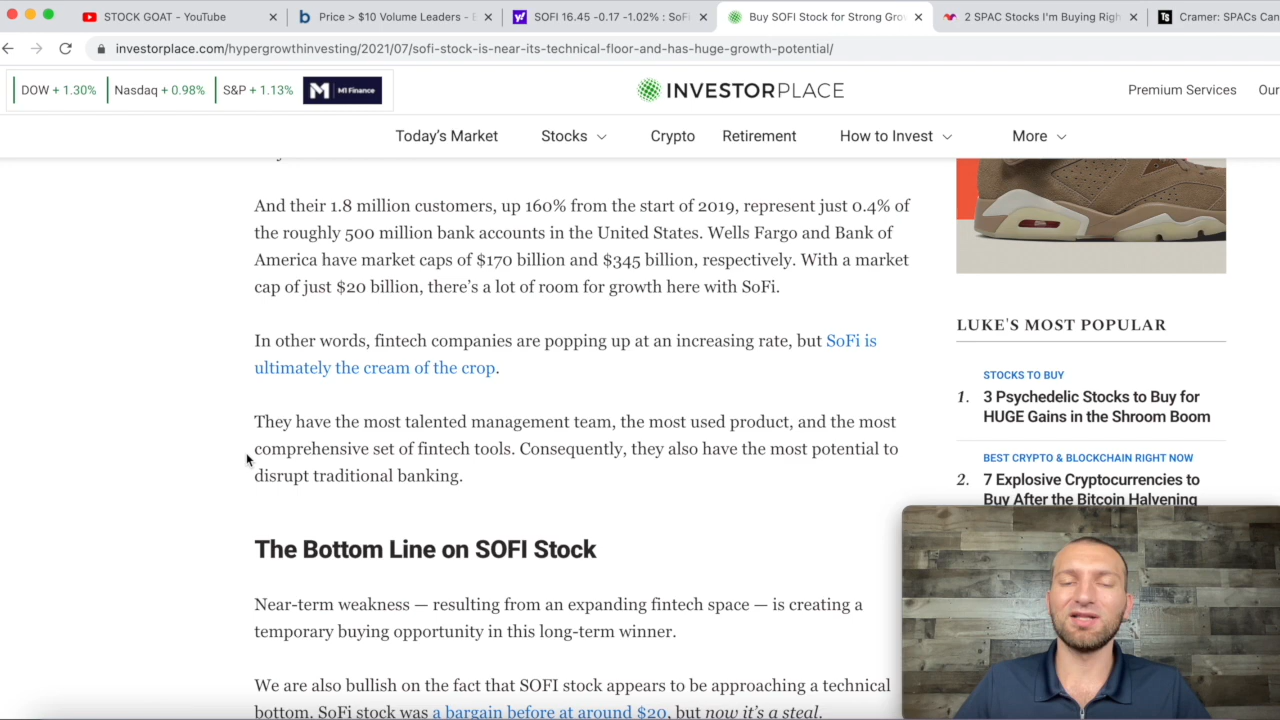 STOCK GOAT - YouTube
Price > $10 Volume Leaders - E
SOFI 16.45 -0.17 -1.02% : SoFi
Buy SOFI Stock for Strong Gro
2 SPAC Stocks I'm Buying Righ
Cramer: SPACs Can
investorplace.com/hypergrowthinvesting/2021/07/sofi-stock-is-near-its-technical-floor-and-has-huge-growth-potential/
DOW + 1.30% Nasdaq + 0.98% S&P + 1.13% M1 Finance
INVESTORPLACE
Premium Services Our
Today's Market Stocks Crypto Retirement How to Invest More
And their 1.8 million customers, up 160% from the start of 2019, represent just 0.4% of
the roughly 500 million bank accounts in the United States. Wells Fargo and Bank of
America have market caps of $170 billion and $345 billion, respectively. With a market
cap of just $20 billion, there's a lot of room for growth here with SoFi.
In other words, fintech companies are popping up at an increasing rate, but SoFi is
ultimately the cream of the crop.
They have the most talented management team, the most used product, and the most
comprehensive set of fintech tools. Consequently, they also have the most potential to
disrupt traditional banking.
The Bottom Line on SOFI Stock
Near-term weakness — resulting from an expanding fintech space — is creating a
temporary buying opportunity in this long-term winner.
We are also bullish on the fact that SOFI stock appears to be approaching a technical
bottom. SoFi stock was a bargain before at around $20, but now it's a steal.
LUKE'S MOST POPULAR
STOCKS TO BUY
1. 3 Psychedelic Stocks to Buy for
HUGE Gains in the Shroom Boom
BEST CRYPTO & BLOCKCHAIN RIGHT NOW
2. 7 Explosive Cryptocurrencies to
Buy After the Bitcoin Halvening